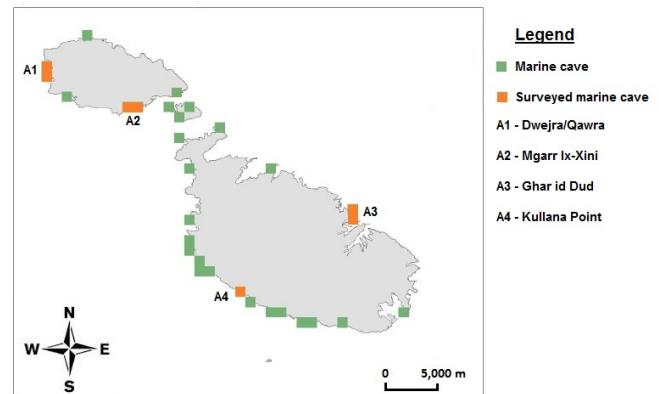 A1
A2
A3
A4
N
W
E
S
0 5,000 m
Legend
Marine cave
Surveyed marine cave
A1 - Dwejra/Qawra
A2 - Mgarr Ix-Xini
A3 - Ghar id Dud
A4 - Kullana Point